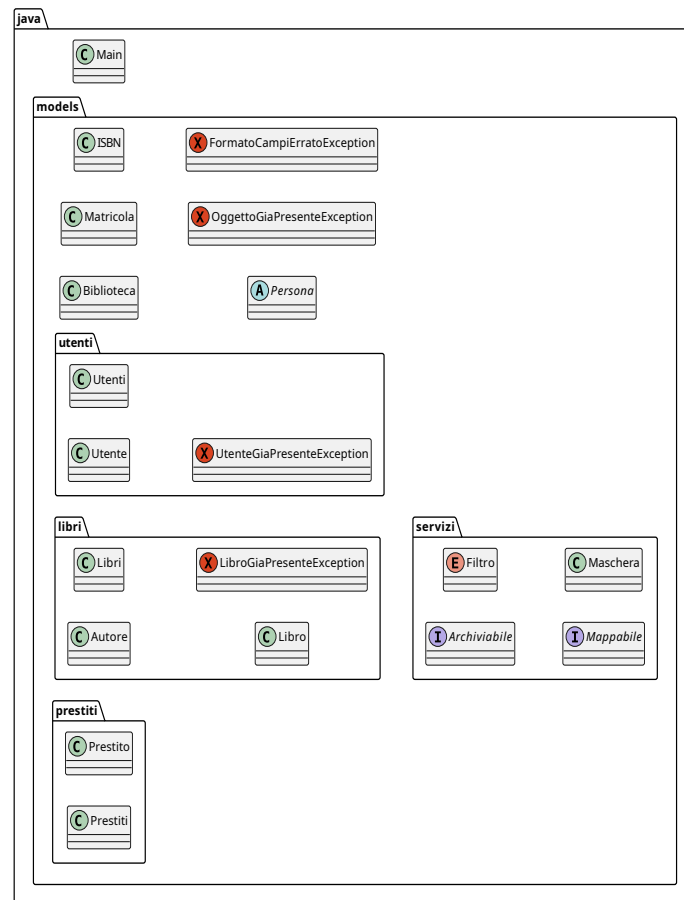 java
C Main
models
C ISBN
X FormatoCampiErratoException
C Matricola
X OggettoGiaPresenteException
C Biblioteca
A Persona
utenti
C Utenti
C Utente
X UtenteGiaPresenteException
libri
C Libri
X LibroGiaPresenteException
C Autore
C Libro
servizi
E Filtro
C Maschera
I Archiviabile
I Mappabile
prestiti
C Prestito
C Prestiti